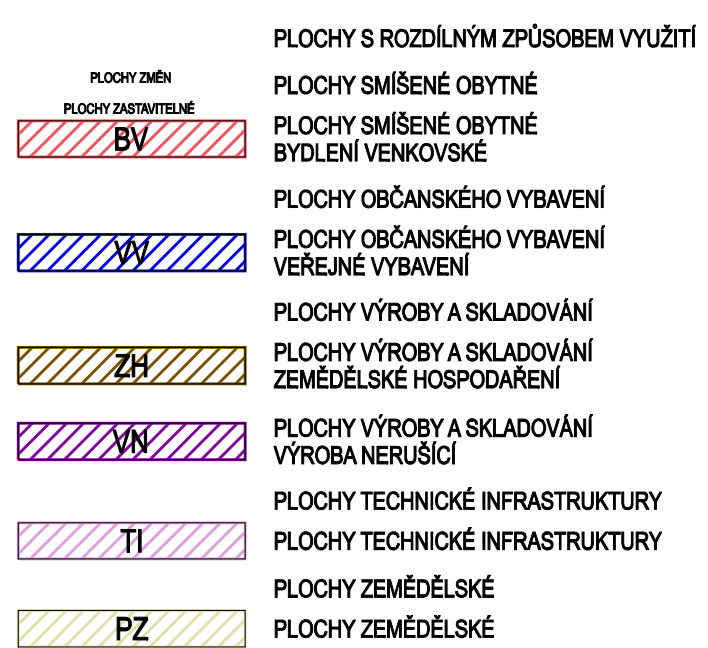 PLOCHY S ROZDÍLNÝM ZPŮSOBEM VYUŽITÍ
PLOCHY ZMĚN
PLOCHY SMÍŠENÉ OBYTNÉ
PLOCHY ZASTAVITELNÉ
BV
PLOCHY SMÍŠENÉ OBYTNÉ
BYDLENÍ VENKOVSKÉ
PLOCHY OBČANSKÉHO VYBAVENÍ
VV
PLOCHY OBČANSKÉHO VYBAVENÍ
VEŘEJNÉ VYBAVENÍ
PLOCHY VÝROBY A SKLADOVÁNÍ
ZH
PLOCHY VÝROBY A SKLADOVÁNÍ
ZEMĚDĚLSKÉ HOSPODAŘENÍ
VN
PLOCHY VÝROBY A SKLADOVÁNÍ
VÝROBA NERUŠÍCÍ
PLOCHY TECHNICKÉ INFRASTRUKTURY
TI
PLOCHY TECHNICKÉ INFRASTRUKTURY
PLOCHY ZEMĚDĚLSKÉ
PZ
PLOCHY ZEMĚDĚLSKÉ